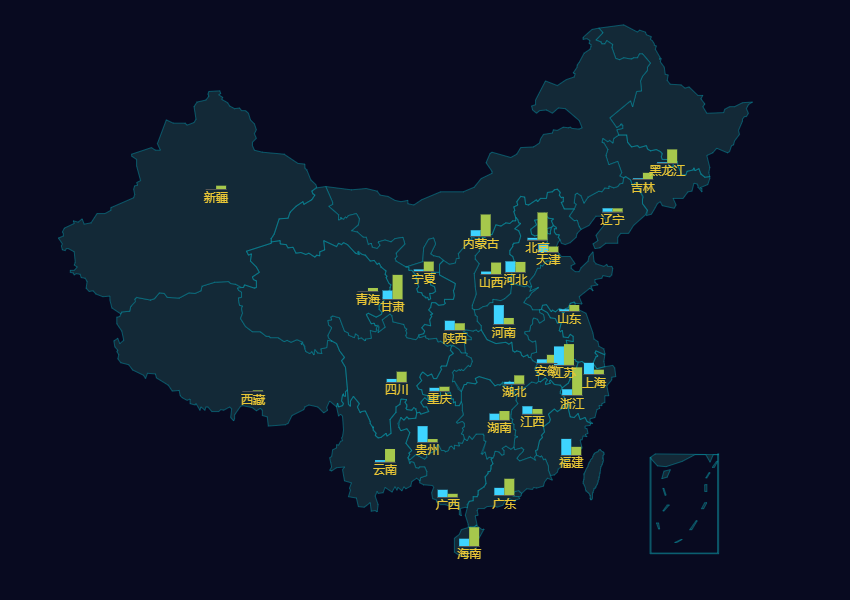 黑龙江
吉林
新疆
辽宁
内蒙古
北京
天津
宁夏
山西
河北
青海
甘肃
山东
河南
陕西
安徽
江苏
上海
四川
湖北
重庆
西藏
浙江
江西
湖南
贵州
福建
云南
广西
广东
海南